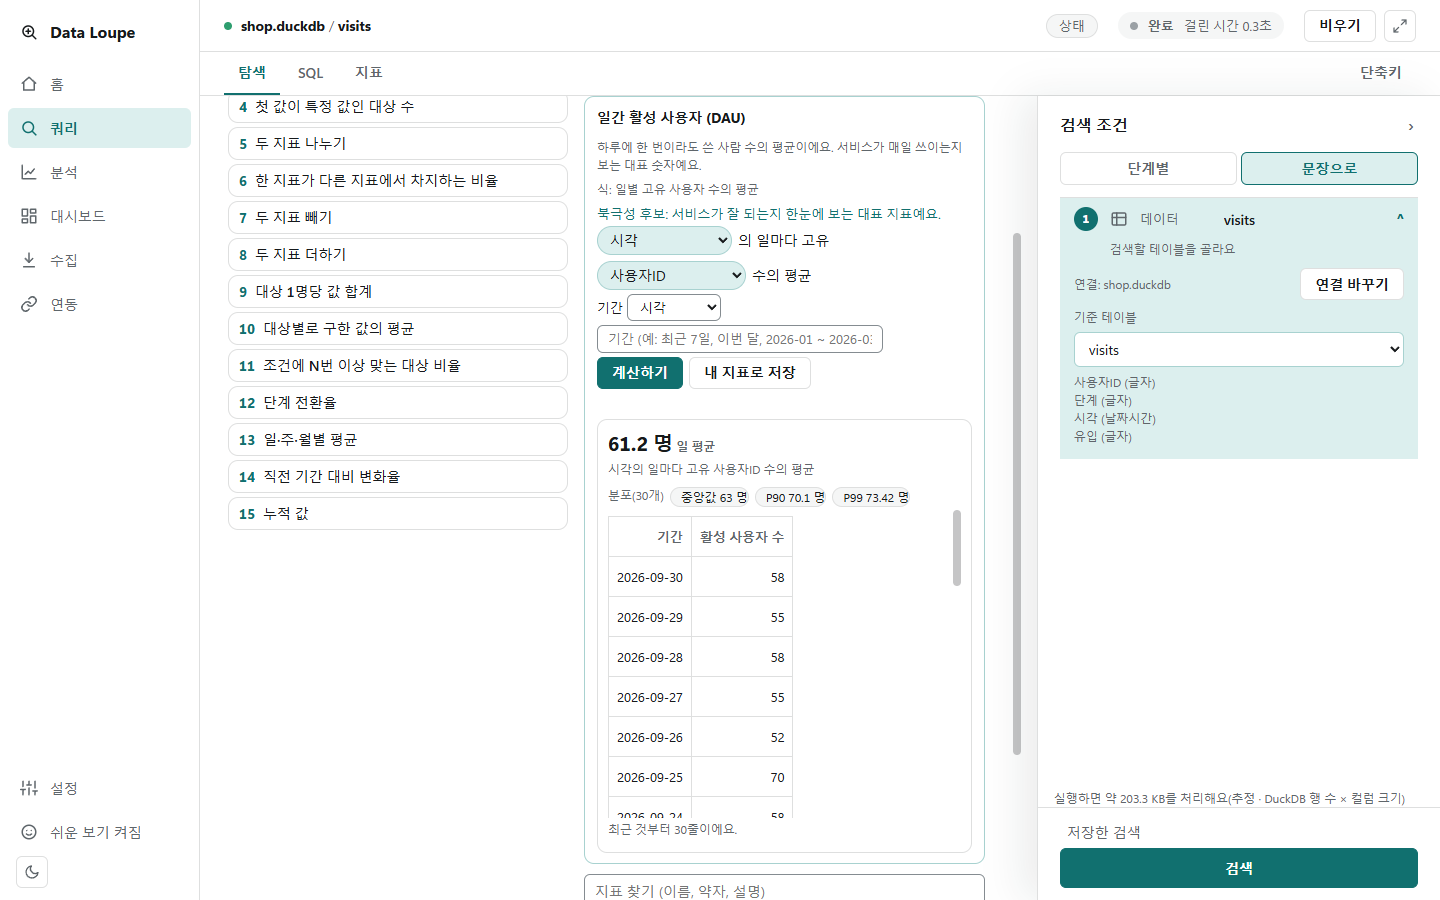 Data Loupe
홈
쿼리
분석
대시보드
수집
연동
설정
쉬운 보기 켜짐
shop.duckdb / visits
상태
완료 걸린 시간 0.3초
비우기
탐색
SQL
지표
단축키
4 첫 값이 특정 값인 대상 수
5 두 지표 나누기
6 한 지표가 다른 지표에서 차지하는 비율
7 두 지표 빼기
8 두 지표 더하기
9 대상 1명당 값 합계
10 대상별로 구한 값의 평균
11 조건에 N번 이상 맞는 대상 비율
12 단계 전환율
13 일·주·월별 평균
14 직전 기간 대비 변화율
15 누적 값
일간 활성 사용자 (DAU)
하루에 한 번이라도 쓴 사람 수의 평균이에요. 서비스가 매일 쓰이는지
보는 대표 숫자예요.
식: 일별 고유 사용자 수의 평균
북극성 후보: 서비스가 잘 되는지 한눈에 보는 대표 지표예요.
시각 의 일마다 고유
사용자ID 수의 평균
기간 시각
기간 (예: 최근 7일, 이번 달, 2026-01 ~ 2026-03
계산하기
내 지표로 저장
61.2 명 일 평균
시각의 일마다 고유 사용자ID 수의 평균
분포(30개) 중앙값 63 명 P90 70.1 명 P99 73.42 명
기간 활성 사용자 수
2026-09-30 58
2026-09-29 55
2026-09-28 58
2026-09-27 55
2026-09-26 52
2026-09-25 70
2026-09-24 58
최근 것부터 30줄이에요.
지표 찾기 (이름, 약자, 설명)
검색 조건
단계별
문장으로
1 데이터 visits
검색할 테이블을 골라요
연결: shop.duckdb
연결 바꾸기
기준 테이블
visits
사용자ID (글자)
단계 (글자)
시각 (날짜시간)
유입 (글자)
실행하면 약 203.3 KB를 처리해요(추정 · DuckDB 행 수 × 컬럼 크기)
저장한 검색
검색